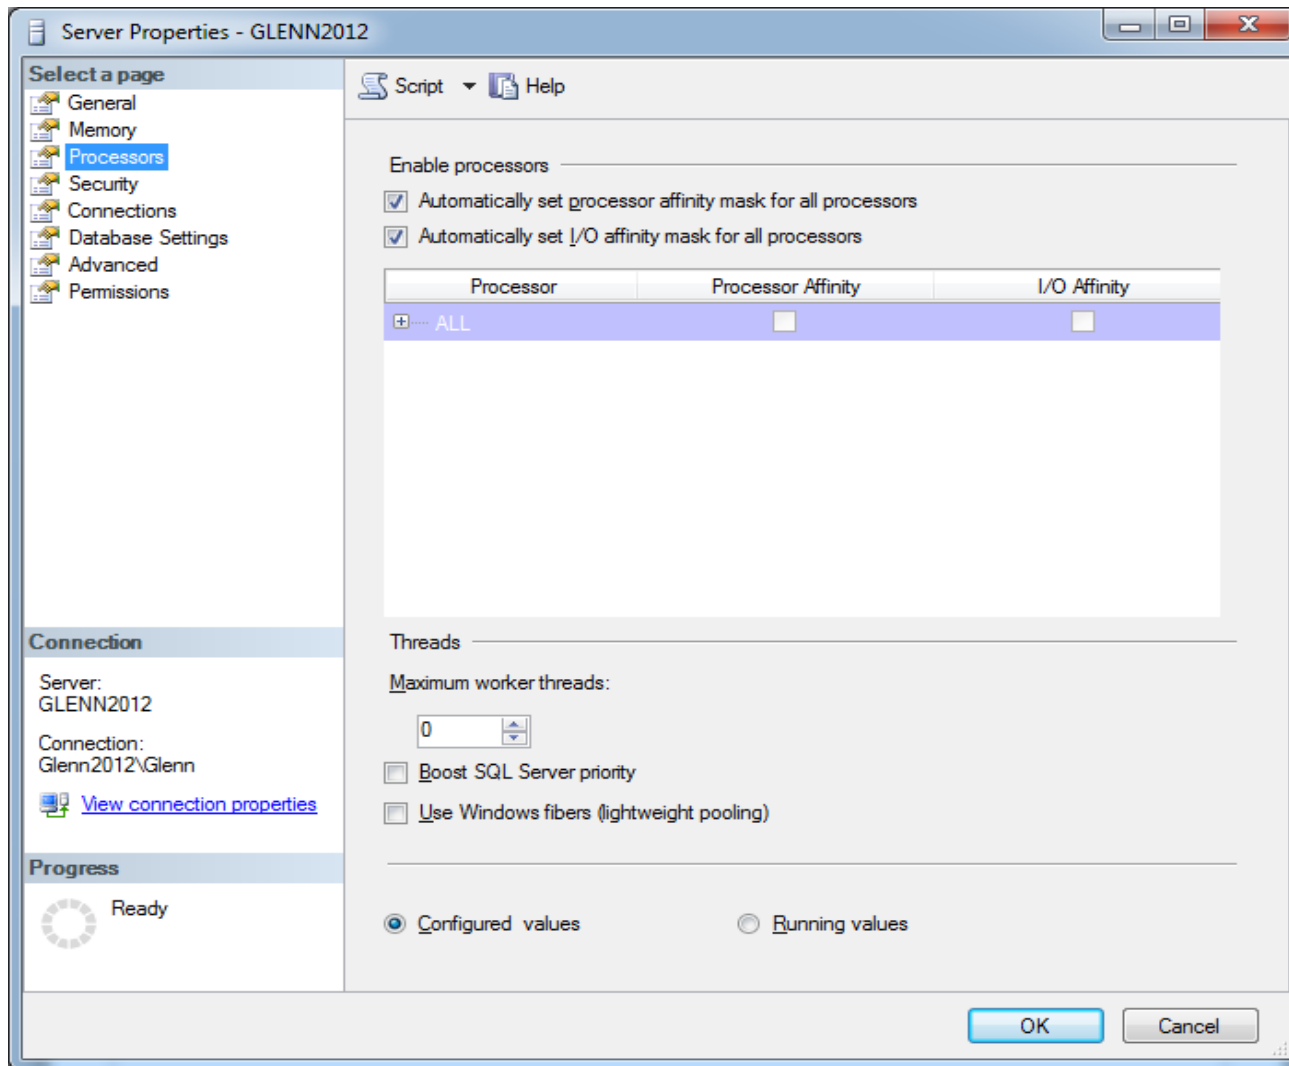 Server Properties - GLENN2012
Select a page
General
Memory
Processors
Security
Connections
Database Settings
Advanced
Permissions
Connection
Server:
GLENN2012
Connection:
Glenn2012\Glenn
View connection properties
Progress
Ready
Script
Help
Enable processors
Automatically set processor affinity mask for all processors
Automatically set I/O affinity mask for all processors
Processor Processor Affinity I/O Affinity
ALL
Threads
Maximum worker threads:
0
Boost SQL Server priority
Use Windows fibers (lightweight pooling)
Configured values Running values
OK Cancel